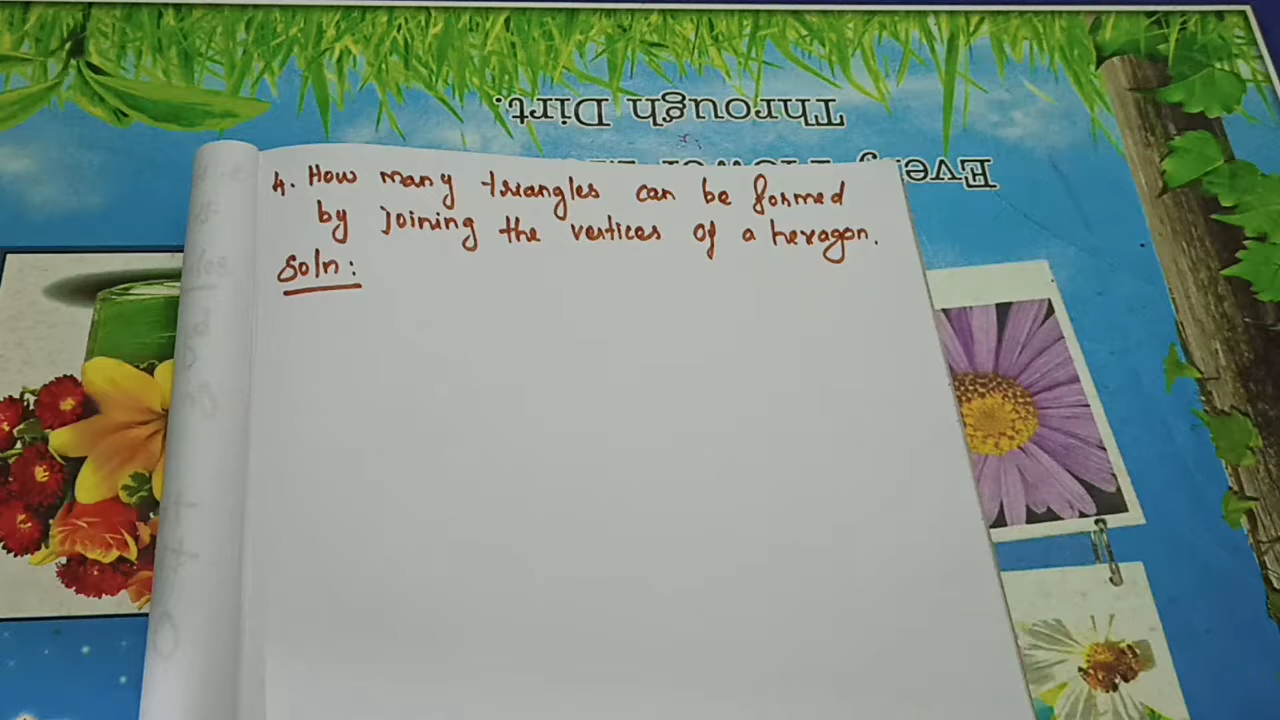 Through Dirt.
4. How many triangles can be formed
by joining the vertices of a hexagon.
Soln: